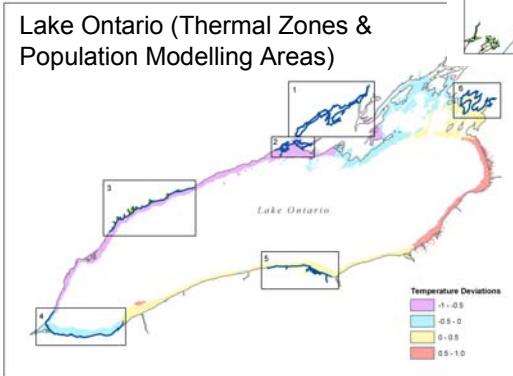 Lake Ontario (Thermal Zones &
Population Modelling Areas)
1
6
2
3
Lake Ontario
5
4
Temperature Deviations
-1 - -0.5
-0.5 - 0
0 - 0.5
0.5 - 1.0